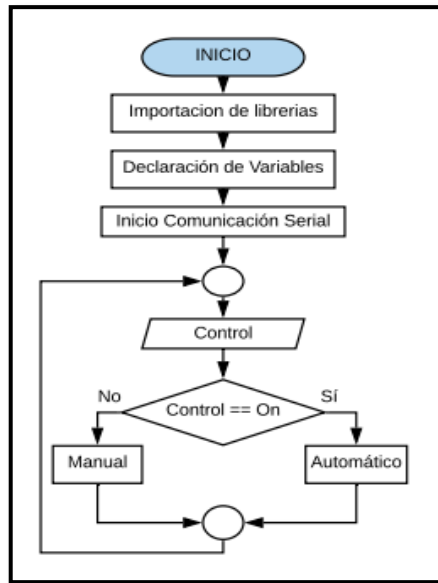 INICIO
Importacion de librerias
Declaración de Variables
Inicio Comunicación Serial
Control
No
Control == On
Sí
Manual
Automático